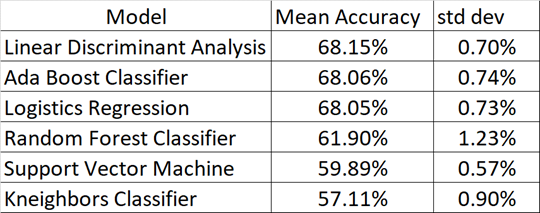 Model Mean Accuracy std dev
Linear Discriminant Analysis 68.15% 0.70%
Ada Boost Classifier 68.06% 0.74%
Logistics Regression 68.05% 0.73%
Random Forest Classifier 61.90% 1.23%
Support Vector Machine 59.89% 0.57%
Kneighbors Classifier 57.11% 0.90%